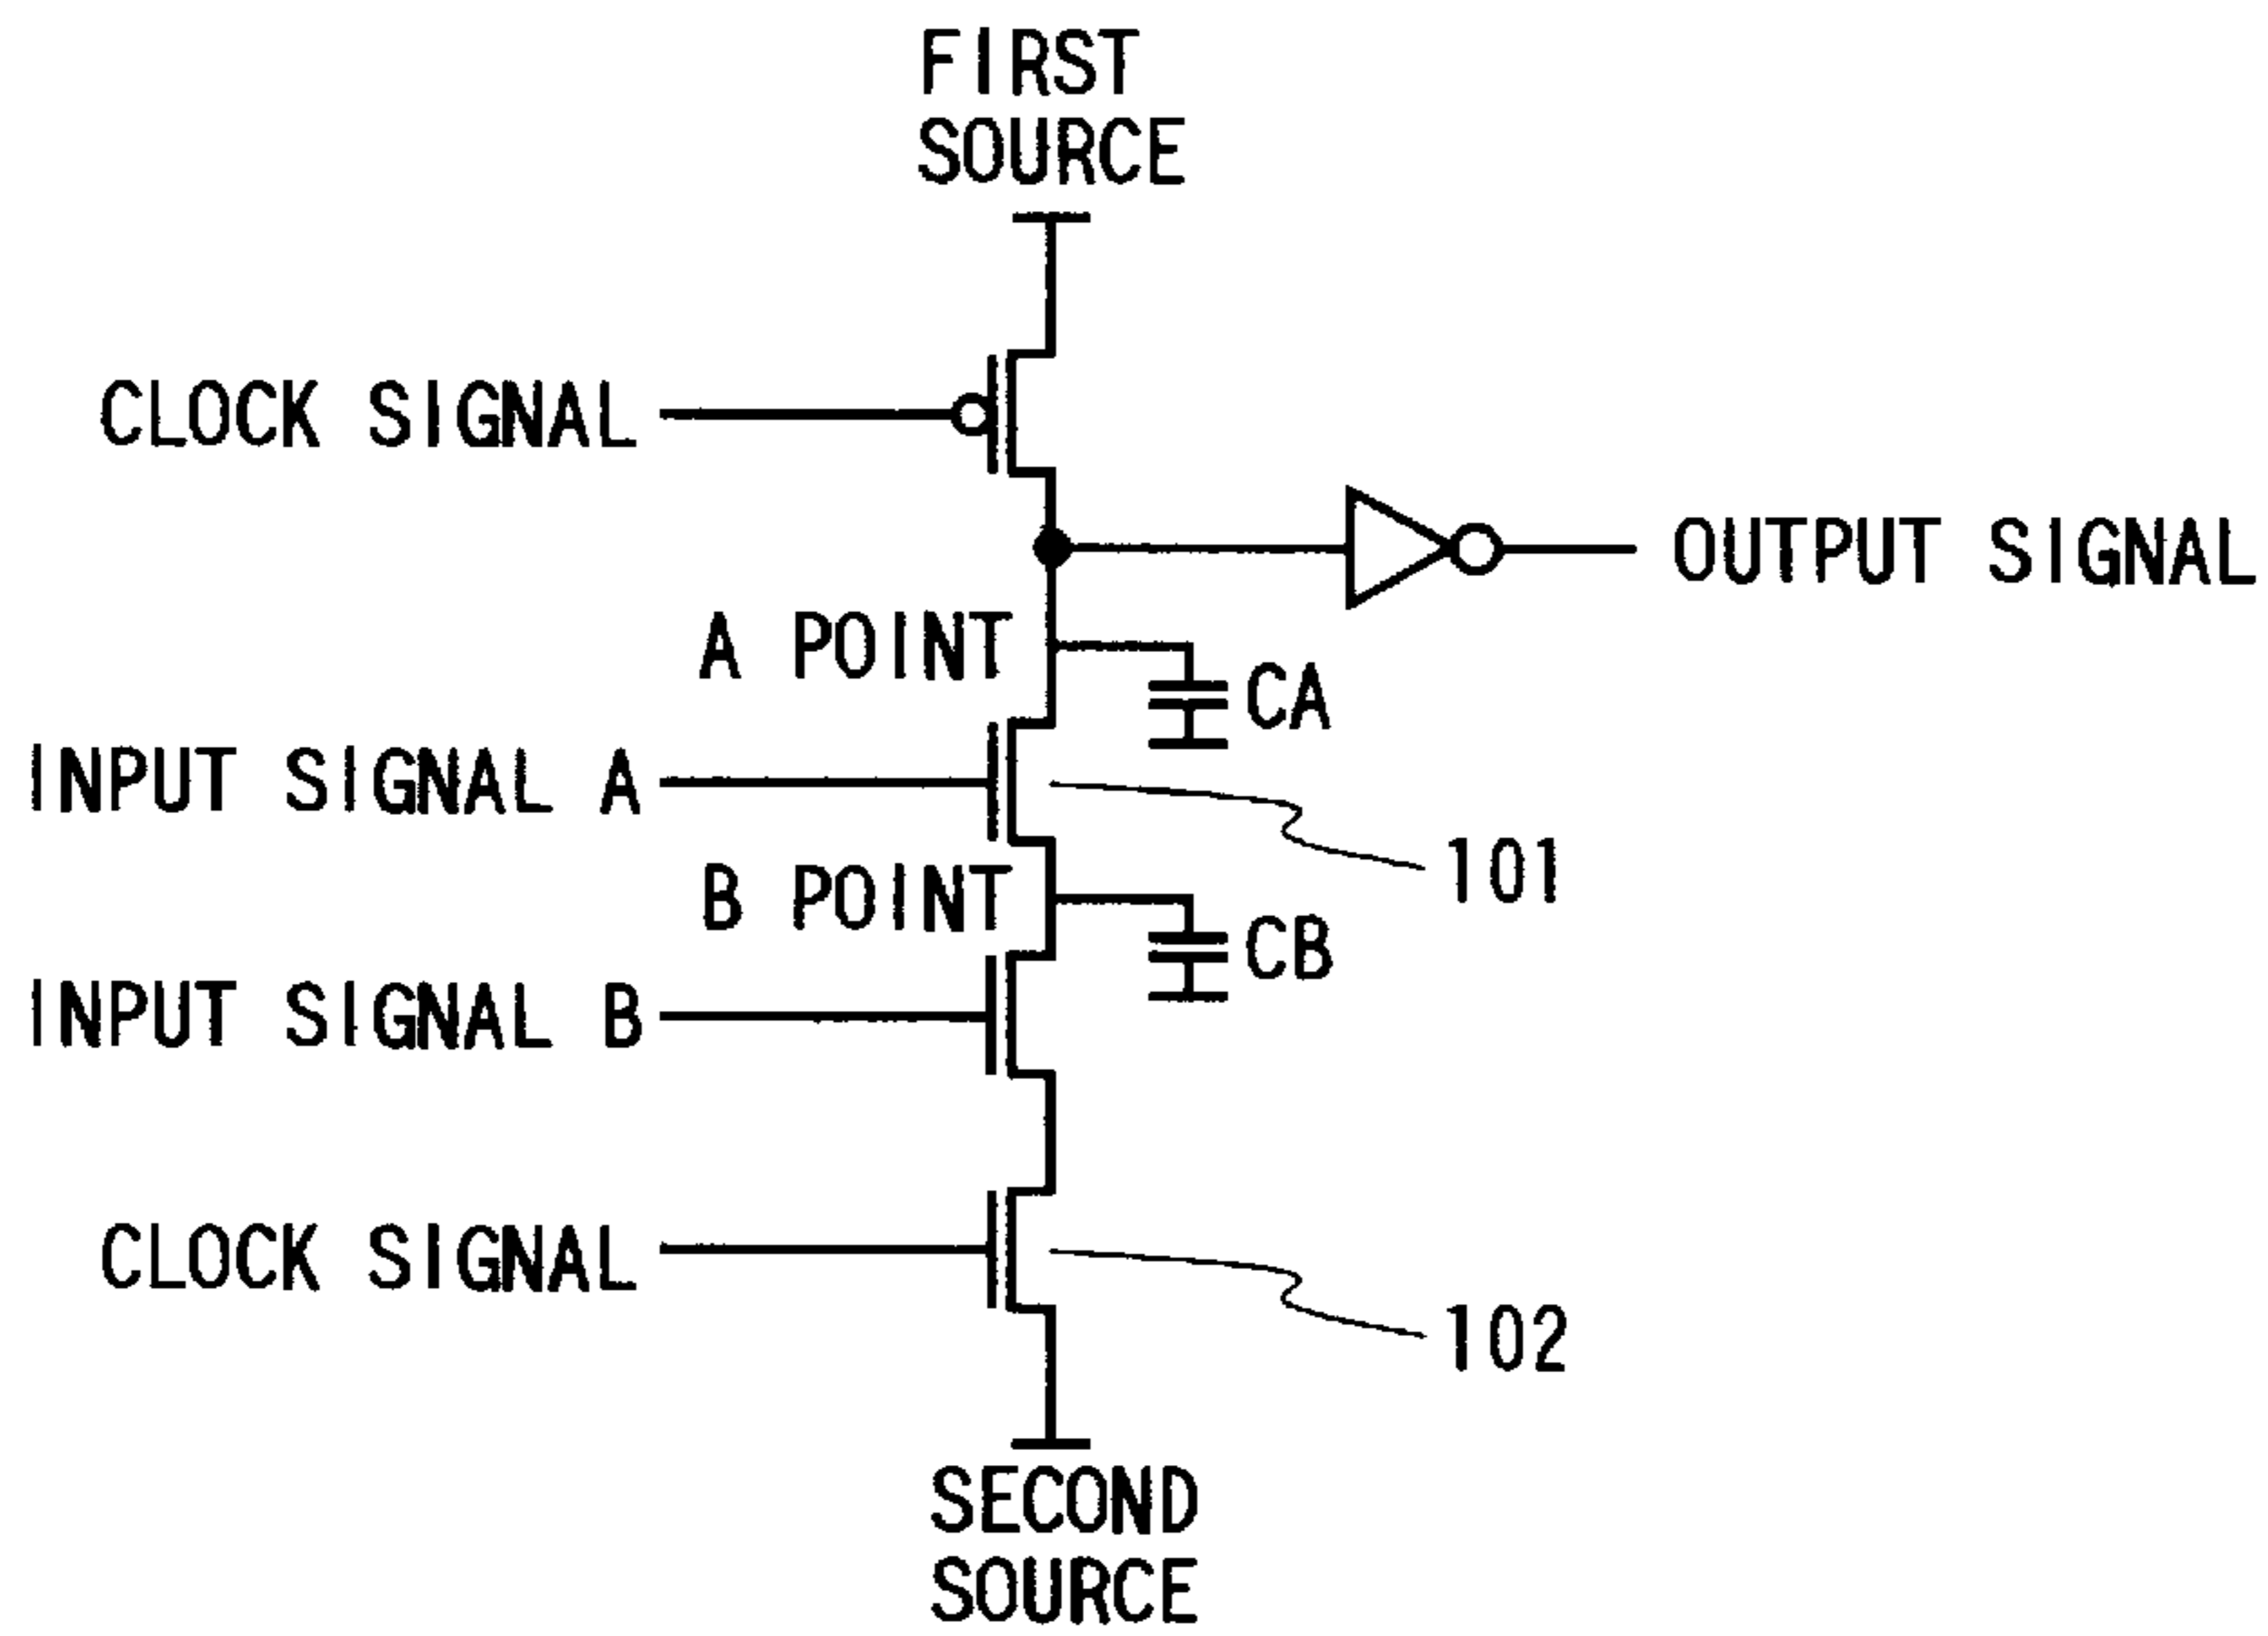 FIRST
SOURCE
CLOCK SIGNAL
OUTPUT SIGNAL
A POINT
CA
INPUT SIGNAL A
101
B POINT
CB
INPUT SIGNAL B
CLOCK SIGNAL
102
SECOND
SOURCE